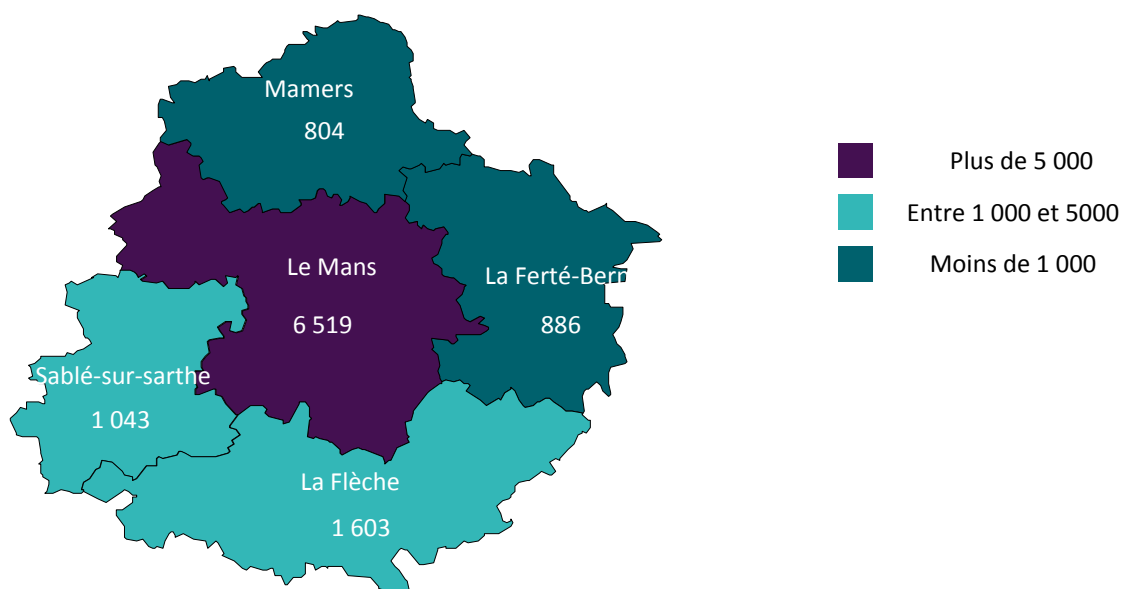 Mamers
804
Le Mans
6 519
La Ferté-Bern
886
Sablé-sur-sarthe
1 043
La Flèche
1 603
Plus de 5 000
Entre 1 000 et 5000
Moins de 1 000